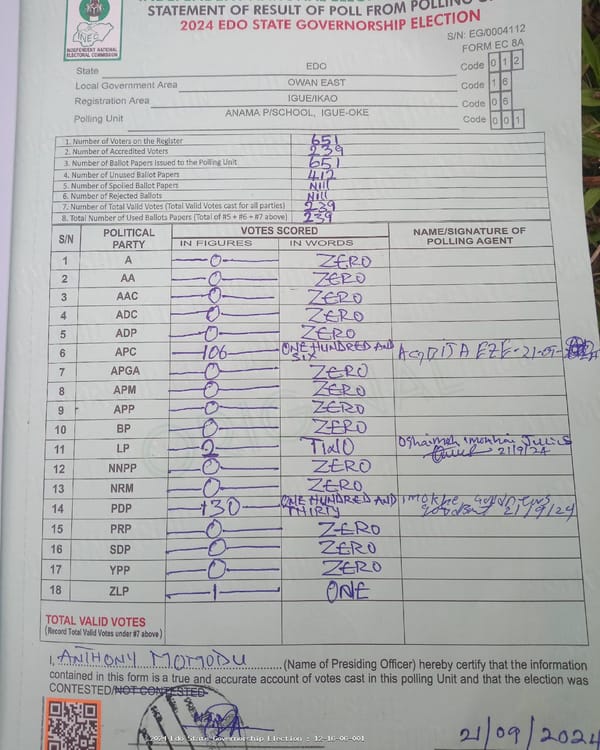 STATEMENT OF RESULT OF POLL FROM POLLING
2024 EDO STATE GOVERNORSHIP ELECTION
INEC
INDEPENDENT NATIONAL ELECTORAL COMMISSION
S/N: EG/0004112
FORM EC 8A
State EDO Code 0 1 2
Local Government Area OWAN EAST Code 1 6
Registration Area IGUE/IKAO Code 0 6
Polling Unit ANAMA P/SCHOOL, IGUE-OKE Code 0 0 1
1. Number of Voters on the Register 651
2. Number of Accredited Voters 239
3. Number of Ballot Papers issued to the Polling Unit 651
4. Number of Unused Ballot Papers 412
5. Number of Spoiled Ballot Papers Nill
6. Number of Rejected Ballots Nill
7. Number of Total Valid Votes (Total Valid Votes cast for all parties) 239
8. Total Number of Used Ballots Papers (Total of #5 + #6 + #7 above) 239
S/N POLITICAL PARTY VOTES SCORED NAME/SIGNATURE OF POLLING AGENT
IN FIGURES IN WORDS
1 A 0 ZERO
2 AA 0 ZERO
3 AAC 0 ZERO
4 ADC 0 ZERO
5 ADP 0 ZERO
6 APC 106 ONE HUNDRED AND SIX
7 APGA 0 ZERO
8 APM 0 ZERO
9 APP 0 ZERO
10 BP 0 ZERO
11 LP 2 TWO Julius 21/9/24
12 NNPP 0 ZERO
13 NRM 0 ZERO
14 PDP 130 ONE HUNDRED AND THIRTY 21/9/24
15 PRP 0 ZERO
16 SDP 0 ZERO
17 YPP 0 ZERO
18 ZLP 1 ONE
TOTAL VALID VOTES
(Record Total Valid Votes under #7 above)
I, ANTHONY MOMODU (Name of Presiding Officer) hereby certify that the information
contained in this form is a true and accurate account of votes cast in this polling Unit and that the election was
CONTESTED/NOT CONTESTED
2024 Edo State Governorship Election - 12-16-06-001
21/09/2024